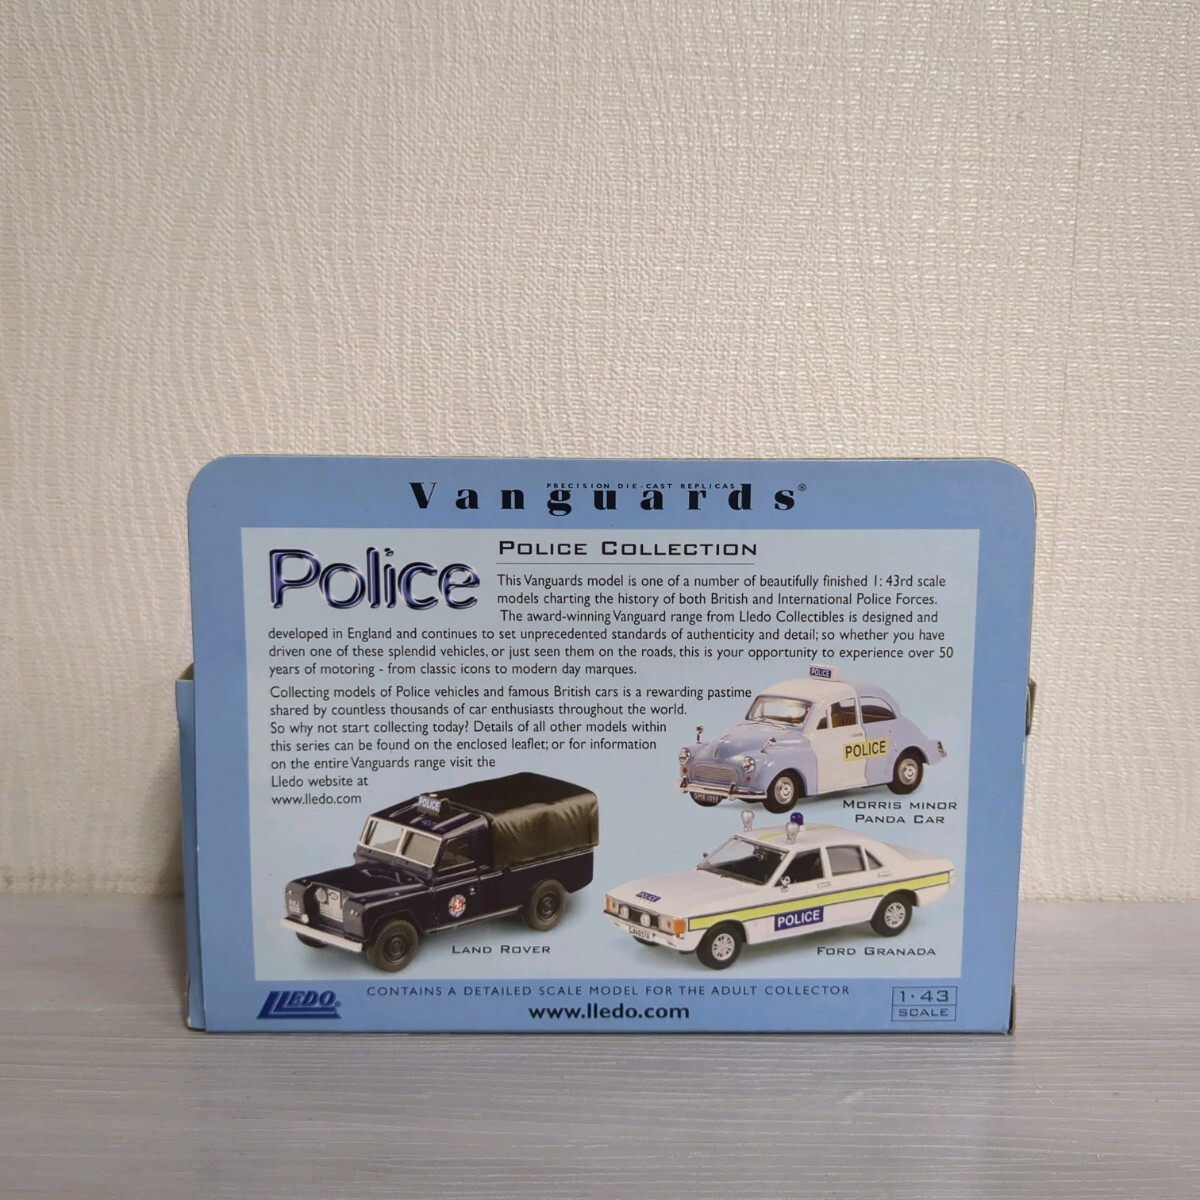 PRECISION DIE-CAST REPLICAS
Vanguards®
Police
POLICE COLLECTION
This Vanguards model is one of a number of beautifully finished 1:43rd scale
models charting the history of both British and International Police Forces.
The award-winning Vanguard range from Lledo Collectibles is designed and
developed in England and continues to set unprecedented standards of authenticity and detail; so whether you have
driven one of these splendid vehicles, or just seen them on the roads, this is your opportunity to experience over 50
years of motoring - from classic icons to modern day marques.
Collecting models of Police vehicles and famous British cars is a rewarding pastime
shared by countless thousands of car enthusiasts throughout the world.
So why not start collecting today? Details of all other models within
this series can be found on the enclosed leaflet; or for information
on the entire Vanguards range visit the
Lledo website at
www.lledo.com
POLICE
POLICE
MORRIS MINOR
PANDA CAR
POLICE
LAND ROVER
POLICE
POLICE
FORD GRANADA
LLEDO®
CONTAINS A DETAILED SCALE MODEL FOR THE ADULT COLLECTOR
www.lledo.com
1·43
SCALE